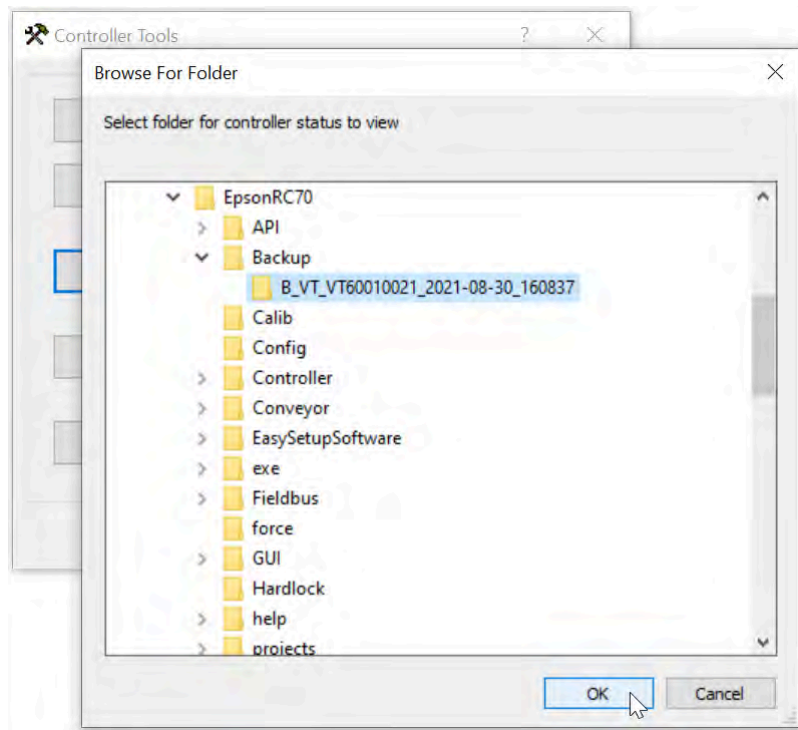 Controller Tools
Browse For Folder
Select folder for controller status to view
EpsonRC70
API
Backup
B_VT_VT60010021_2021-08-30_160837
Calib
Config
Controller
Conveyor
EasySetupSoftware
exe
Fieldbus
force
GUI
Hardlock
help
projects
OK Cancel